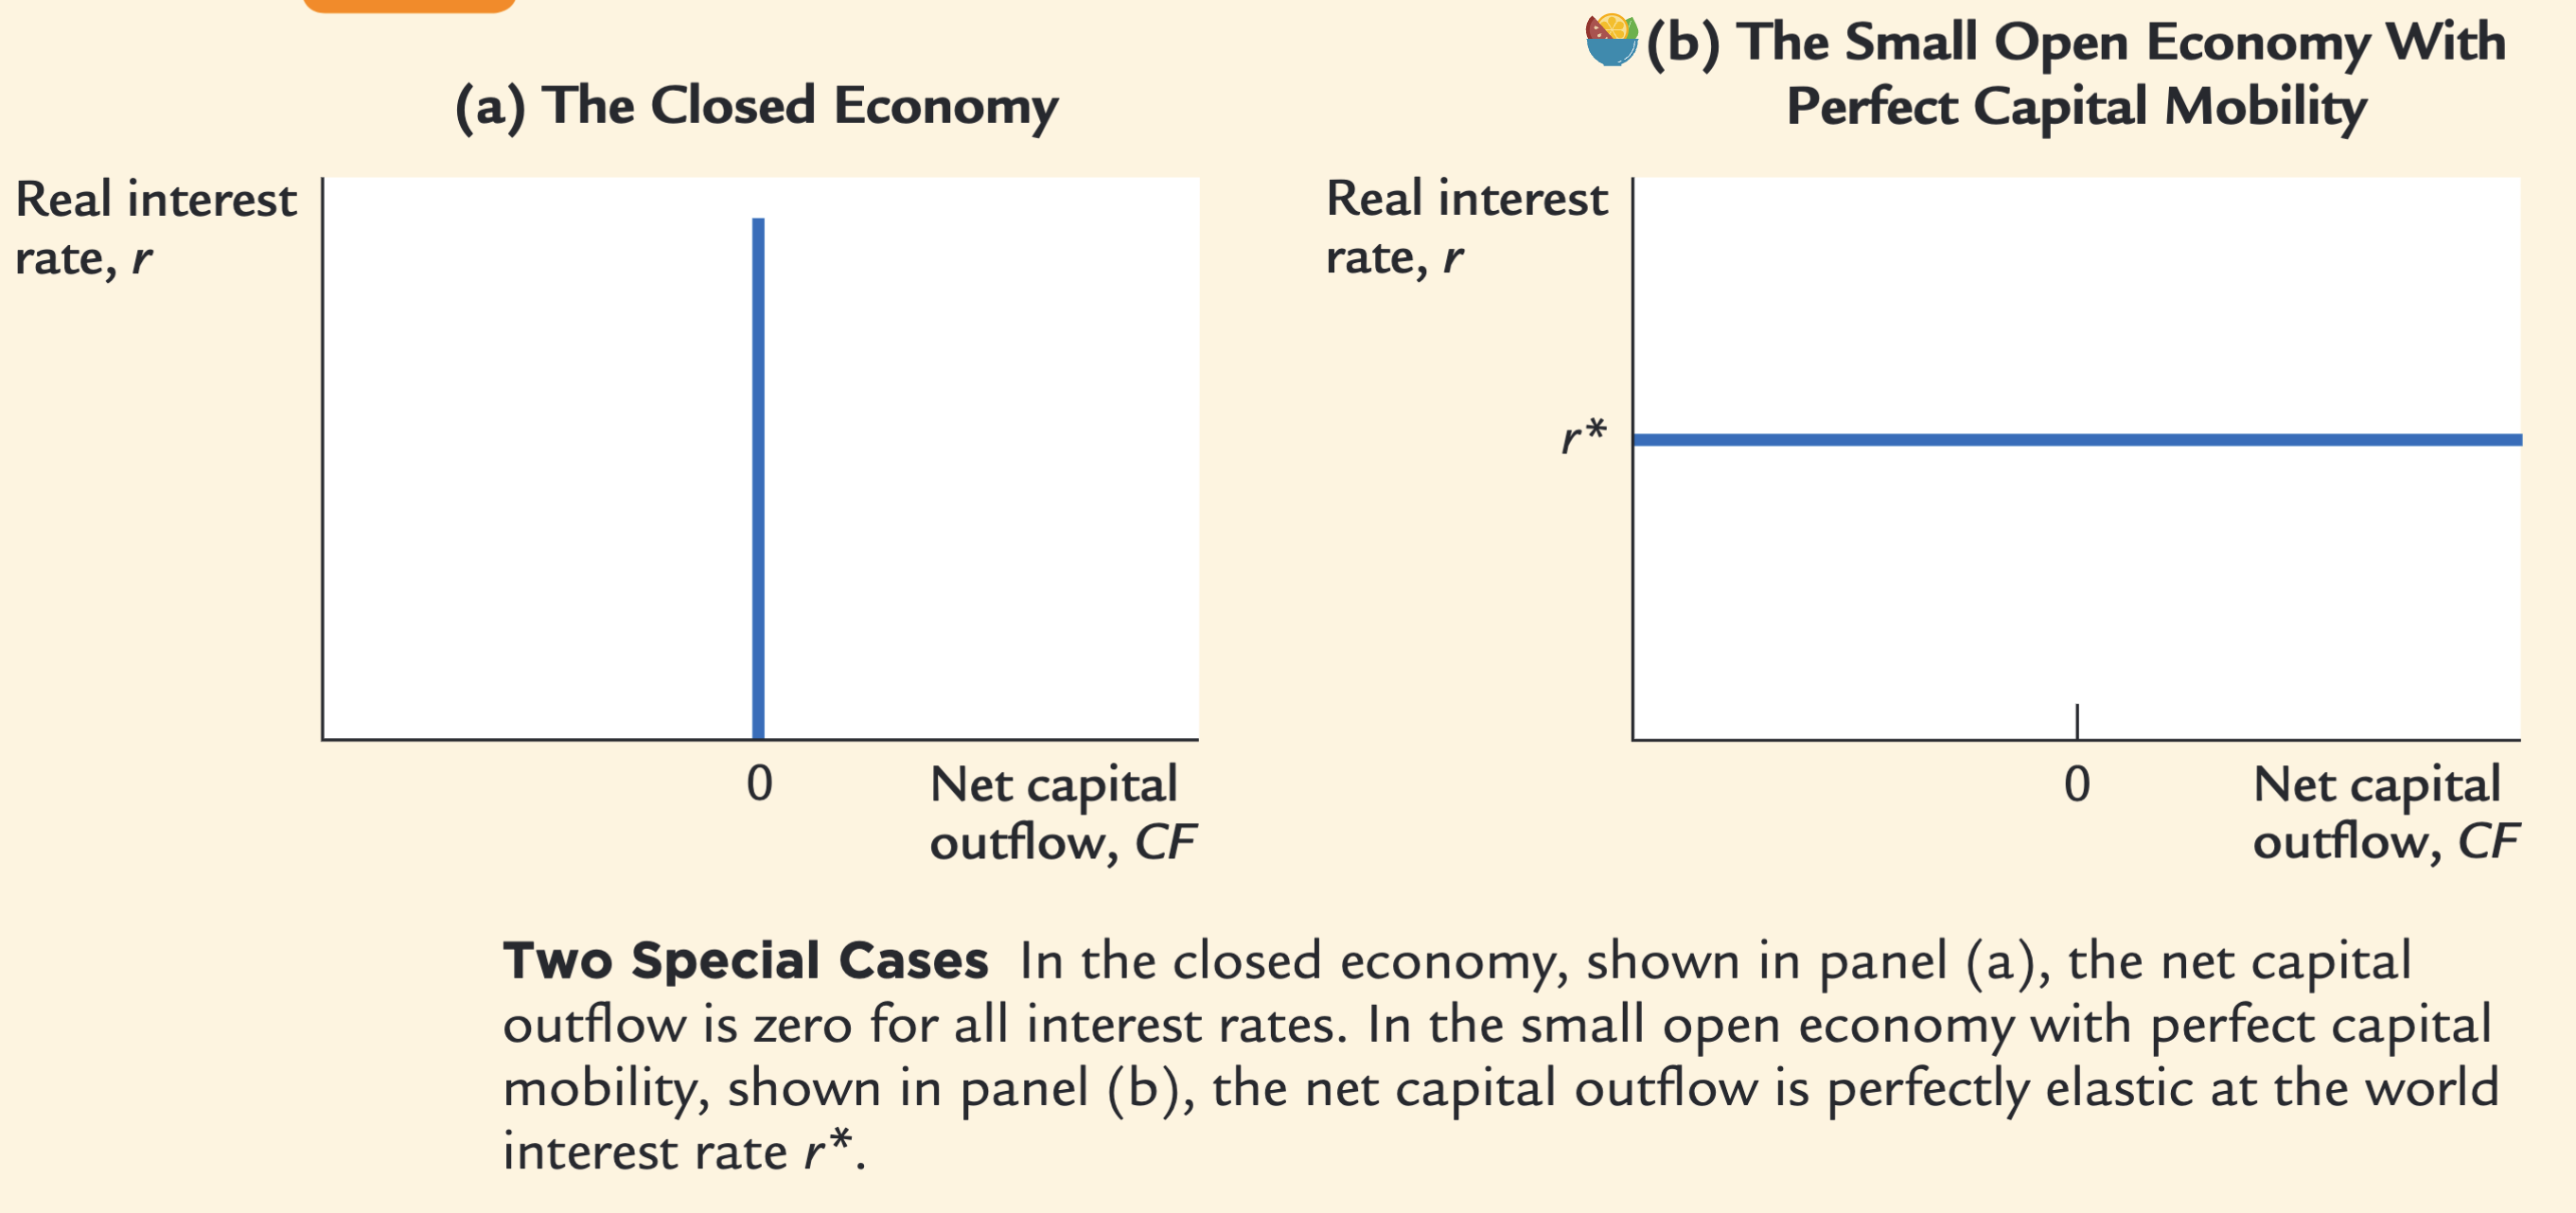 (a) The Closed Economy
Real interest
rate, r
0
Net capital
outflow, CF
(b) The Small Open Economy With
Perfect Capital Mobility
Real interest
rate, r
r*
0
Net capital
outflow, CF
Two Special Cases In the closed economy, shown in panel (a), the net capital
outflow is zero for all interest rates. In the small open economy with perfect capital
mobility, shown in panel (b), the net capital outflow is perfectly elastic at the world
interest rate r*.